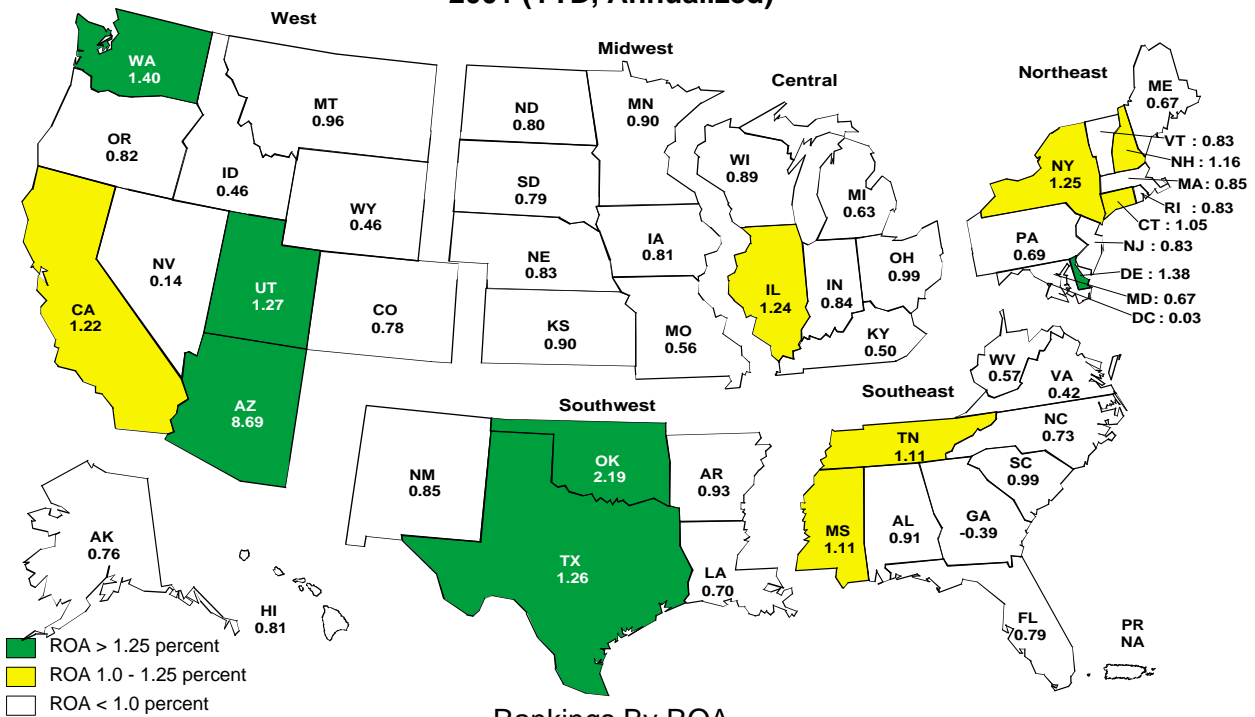 2001 (YTD, Annualized)
West
Midwest
Central
Northeast
Southwest
Southeast
WA
1.40
OR
0.82
ID
0.46
MT
0.96
WY
0.46
NV
0.14
UT
1.27
CO
0.78
CA
1.22
AZ
8.69
AK
0.76
HI
0.81
ND
0.80
MN
0.90
SD
0.79
NE
0.83
IA
0.81
KS
0.90
MO
0.56
WI
0.89
MI
0.63
IL
1.24
IN
0.84
OH
0.99
KY
0.50
ME
0.67
VT : 0.83
NH : 1.16
MA: 0.85
RI : 0.83
CT : 1.05
NJ : 0.83
DE : 1.38
MD: 0.67
DC : 0.03
NY
1.25
PA
0.69
NM
0.85
OK
2.19
TX
1.26
AR
0.93
LA
0.70
WV
0.57
VA
0.42
NC
0.73
TN
1.11
SC
0.99
MS
1.11
AL
0.91
GA
-0.39
FL
0.79
PR
NA
ROA > 1.25 percent
ROA 1.0 - 1.25 percent
ROA < 1.0 percent
Rankings By ROA